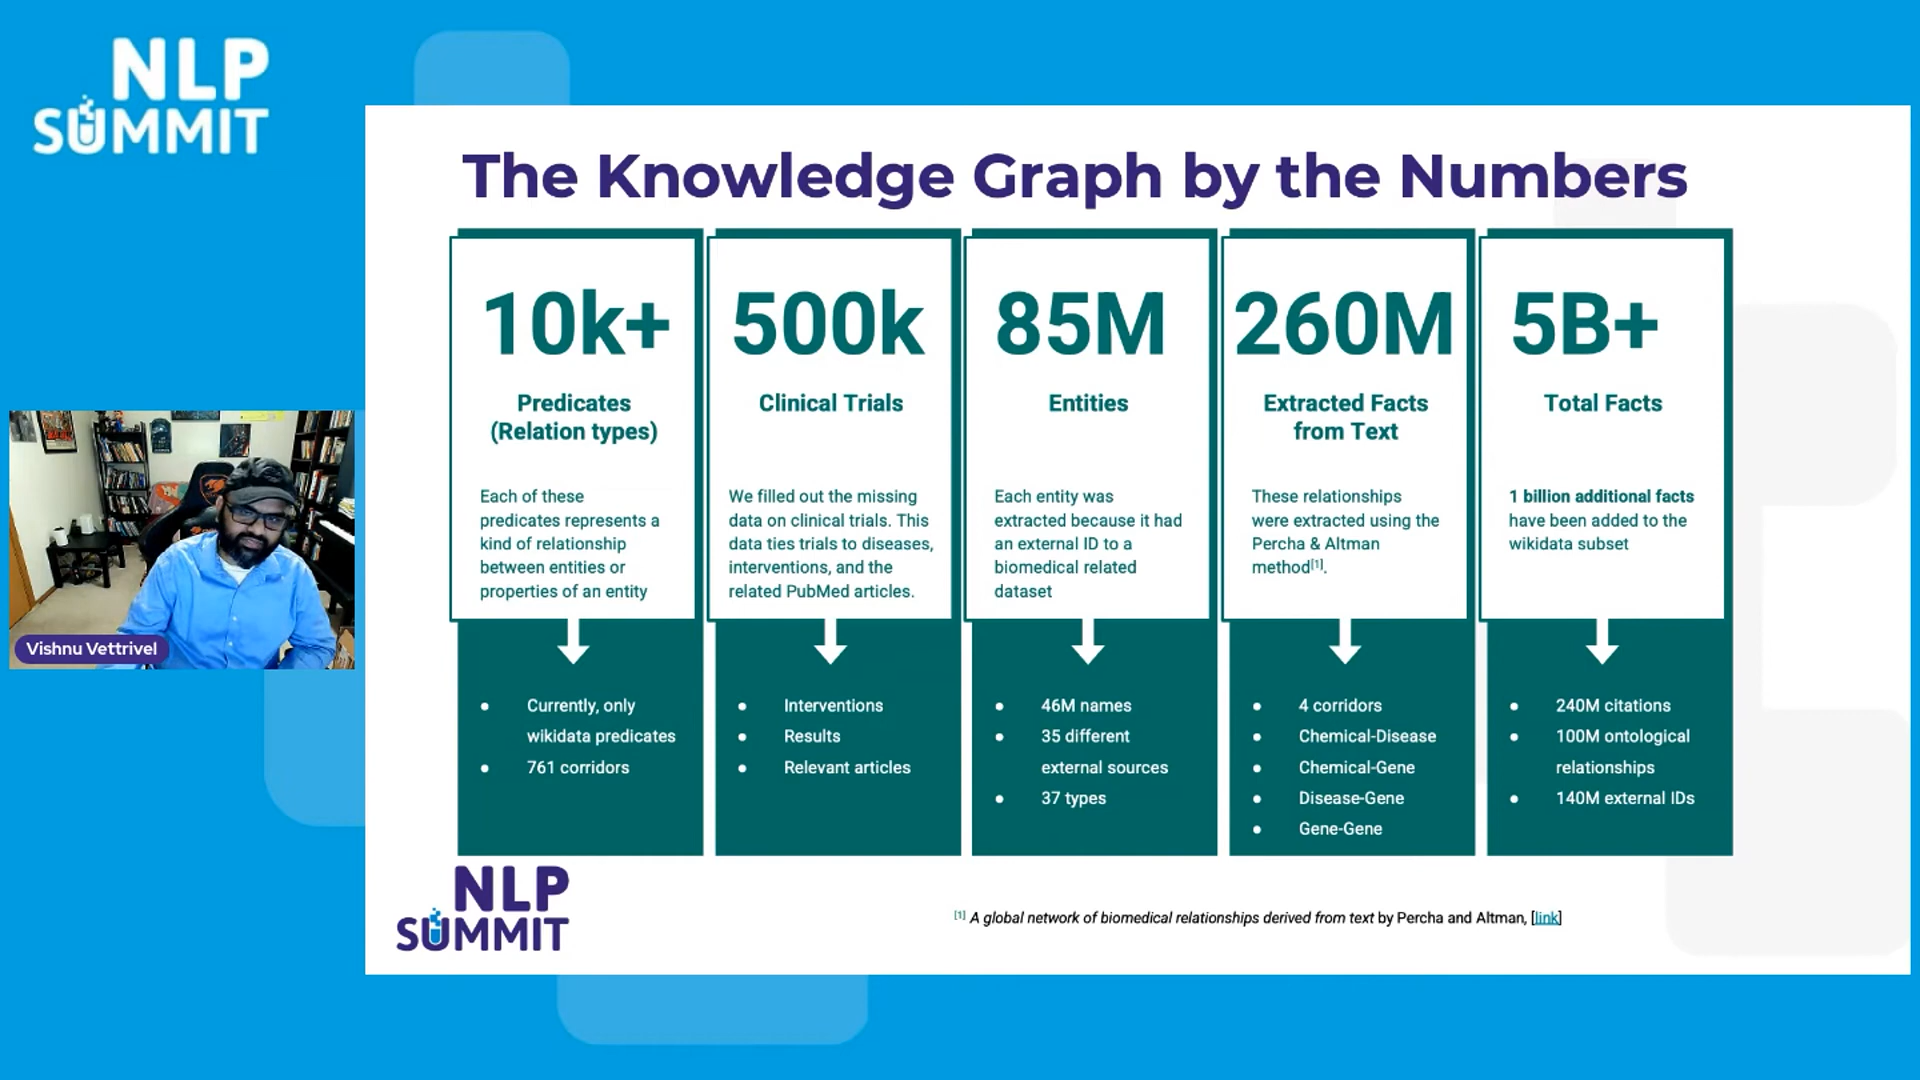 NLP
SUMMIT
The Knowledge Graph by the Numbers
10k+
Predicates
(Relation types)
Each of these
predicates represents a
kind of relationship
between entities or
properties of an entity
Currently, only
wikidata predicates
761 corridors
500k
Clinical Trials
We filled out the missing
data on clinical trials. This
data ties trials to diseases,
interventions, and the
related PubMed articles.
Interventions
Results
Relevant articles
85M
Entities
Each entity was
extracted because it had
an external ID to a
biomedical related
dataset
46M names
35 different
external sources
37 types
260M
Extracted Facts
from Text
These relationships
were extracted using the
Percha & Altman
method[1].
4 corridors
Chemical-Disease
Chemical-Gene
Disease-Gene
Gene-Gene
5B+
Total Facts
1 billion additional facts
have been added to the
wikidata subset
240M citations
100M ontological
relationships
140M external IDs
Vishnu Vettrivel
NLP
SUMMIT
[1] A global network of biomedical relationships derived from text by Percha and Altman, [link]